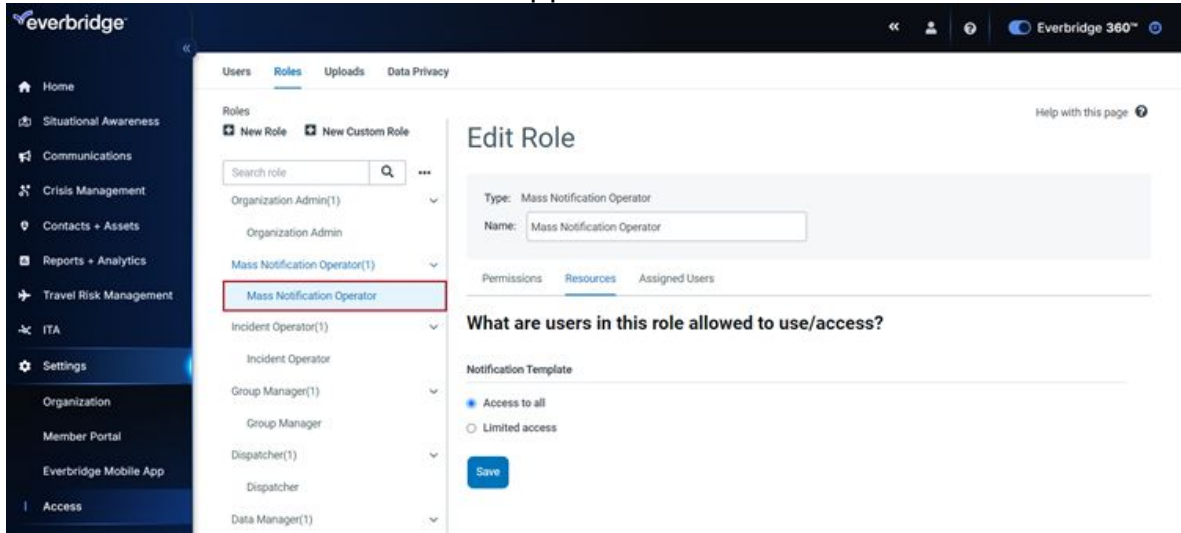 everbridge
Everbridge 360™
Home
Situational Awareness
Communications
Crisis Management
Contacts + Assets
Reports + Analytics
Travel Risk Management
ITA
Settings
Organization
Member Portal
Everbridge Mobile App
Access
Users Roles Uploads Data Privacy
Roles
New Role New Custom Role
Search role
Organization Admin(1)
Organization Admin
Mass Notification Operator(1)
Mass Notification Operator
Incident Operator(1)
Incident Operator
Group Manager(1)
Group Manager
Dispatcher(1)
Dispatcher
Data Manager(1)
Help with this page
Edit Role
Type: Mass Notification Operator
Name: Mass Notification Operator
Permissions Resources Assigned Users
What are users in this role allowed to use/access?
Notification Template
Access to all
Limited access
Save